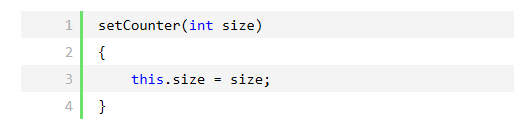 1 setCounter(int size)
2 {
3     this.size = size;
4 }